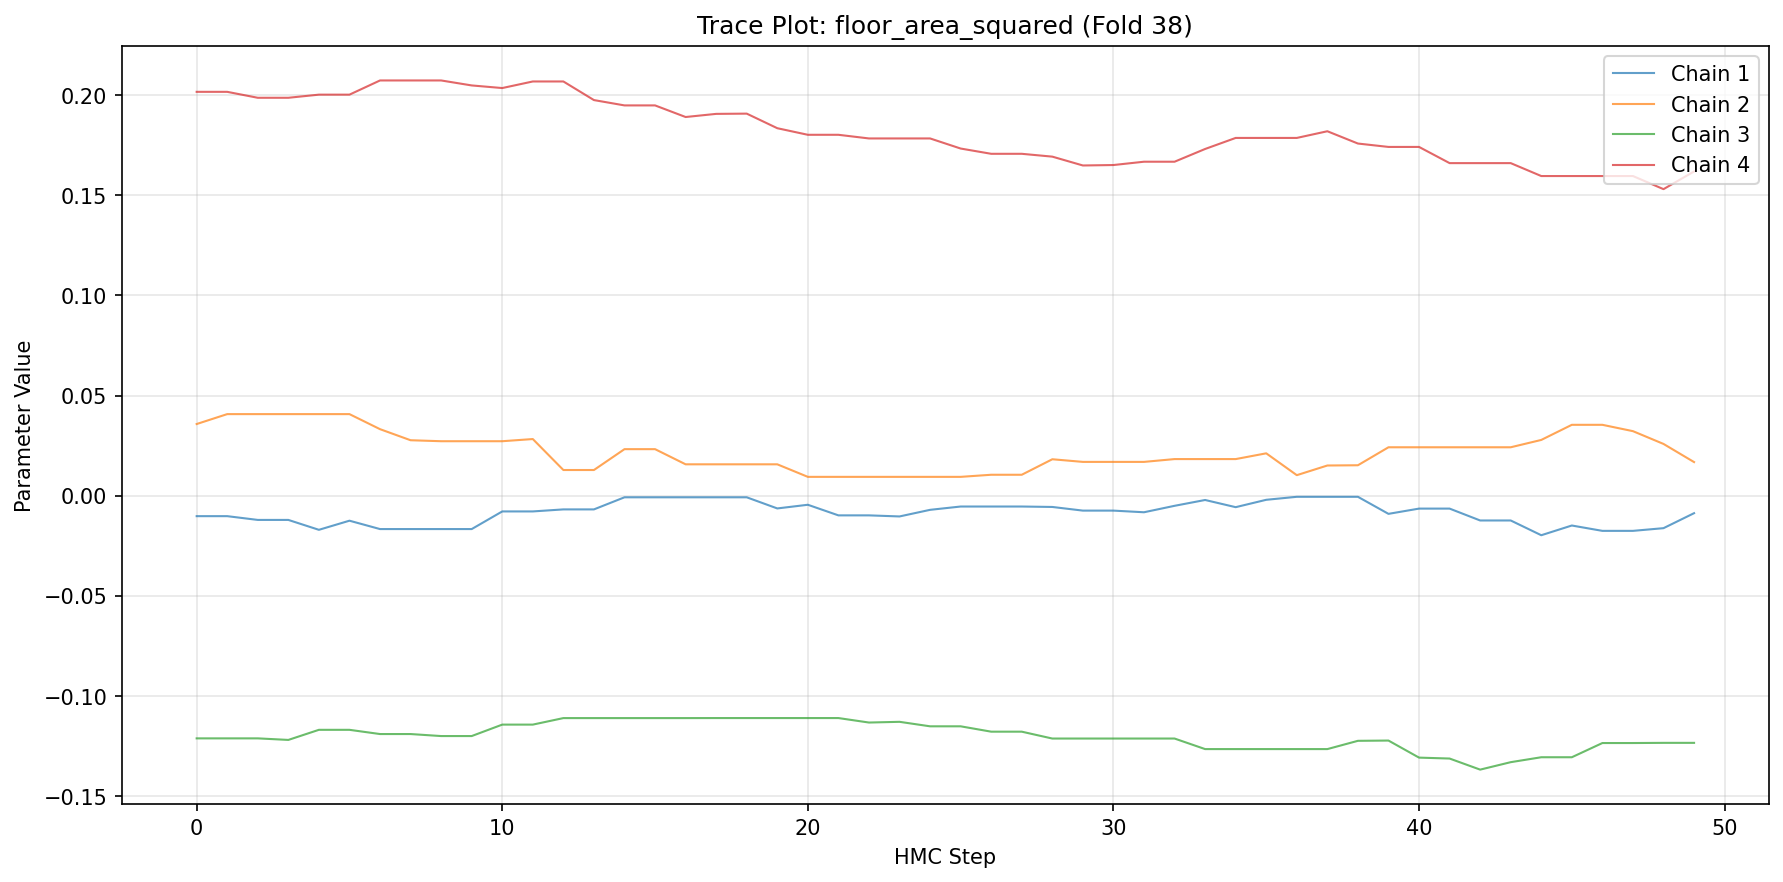 Trace Plot: floor_area_squared (Fold 38)
Chain 1
Chain 2
Chain 3
Chain 4
Parameter Value
0.20
0.15
0.10
0.05
0.00
−0.05
−0.10
−0.15
0 10 20 30 40 50
HMC Step